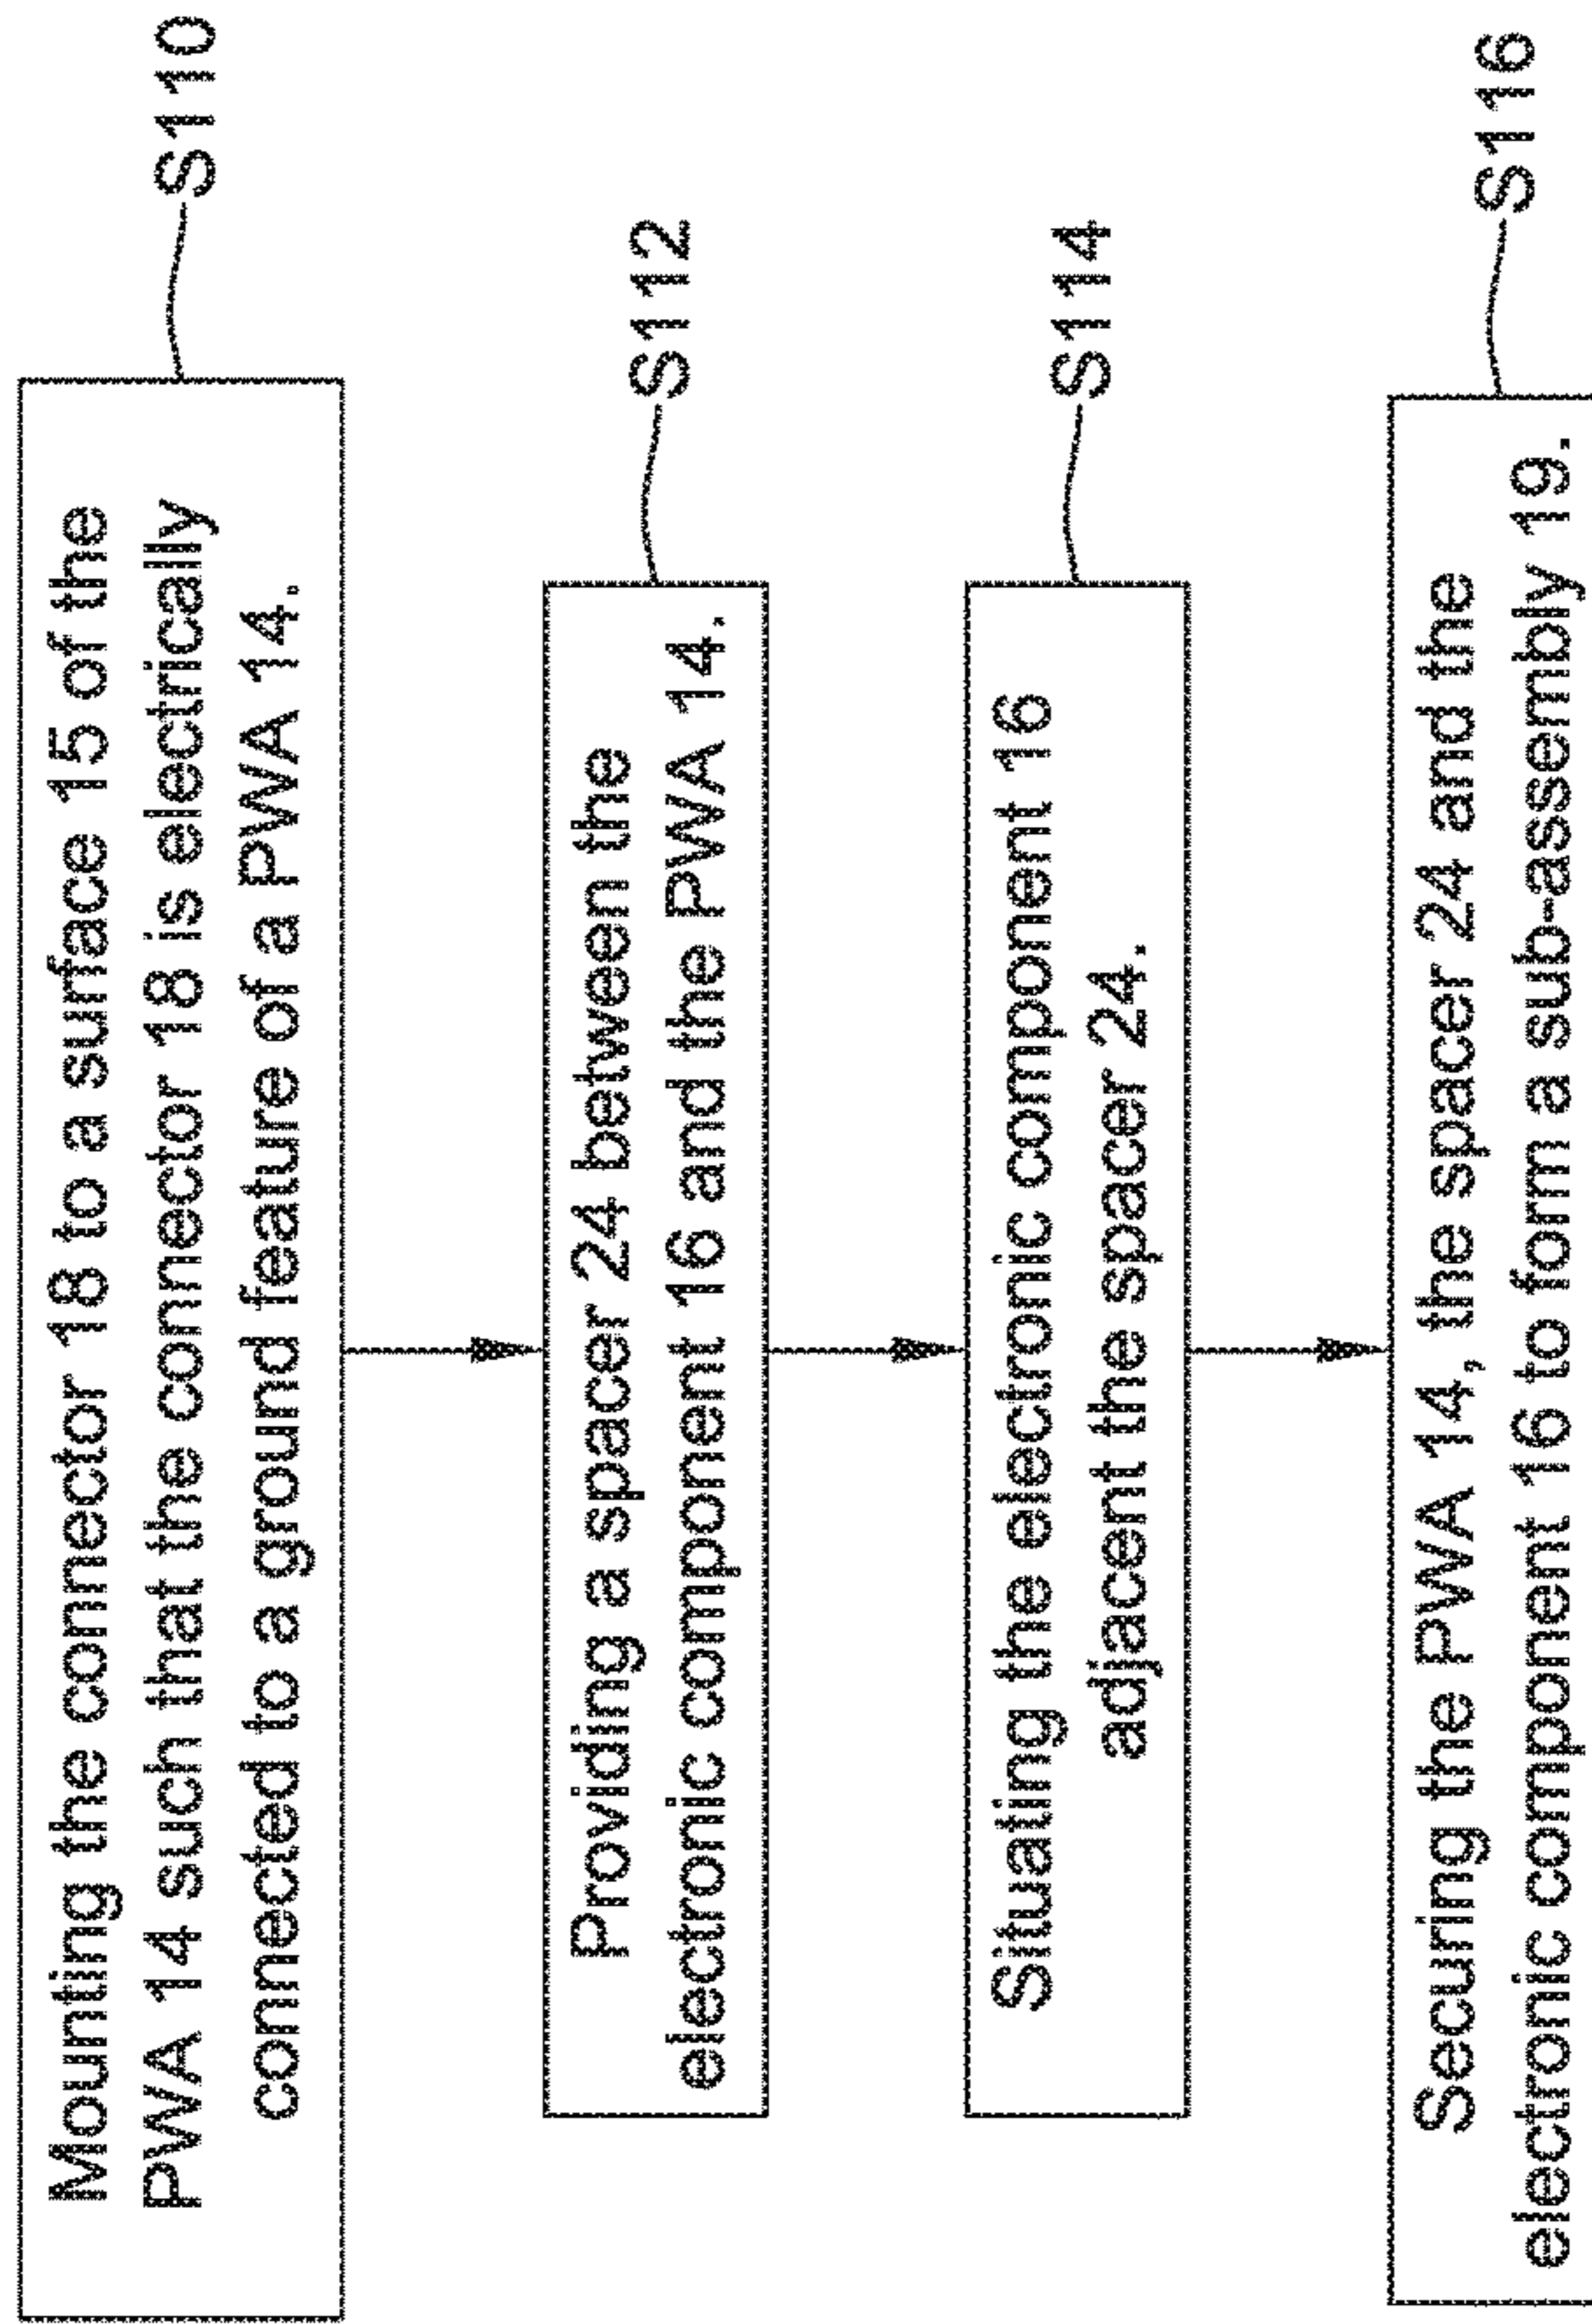 Mounting the connector 18 to a surface 15 of the
PWA 14 such that the connector 18 is electrically
connected to a ground feature of a PWA 14.
S110
Providing a spacer 24 between the
electronic component 16 and the PWA 14.
S112
Situating the electronic component 16
adjacent the spacer 24.
S114
Securing the PWA 14, the spacer 24 and the
electronic component 16 to form a sub-assembly 19.
S116